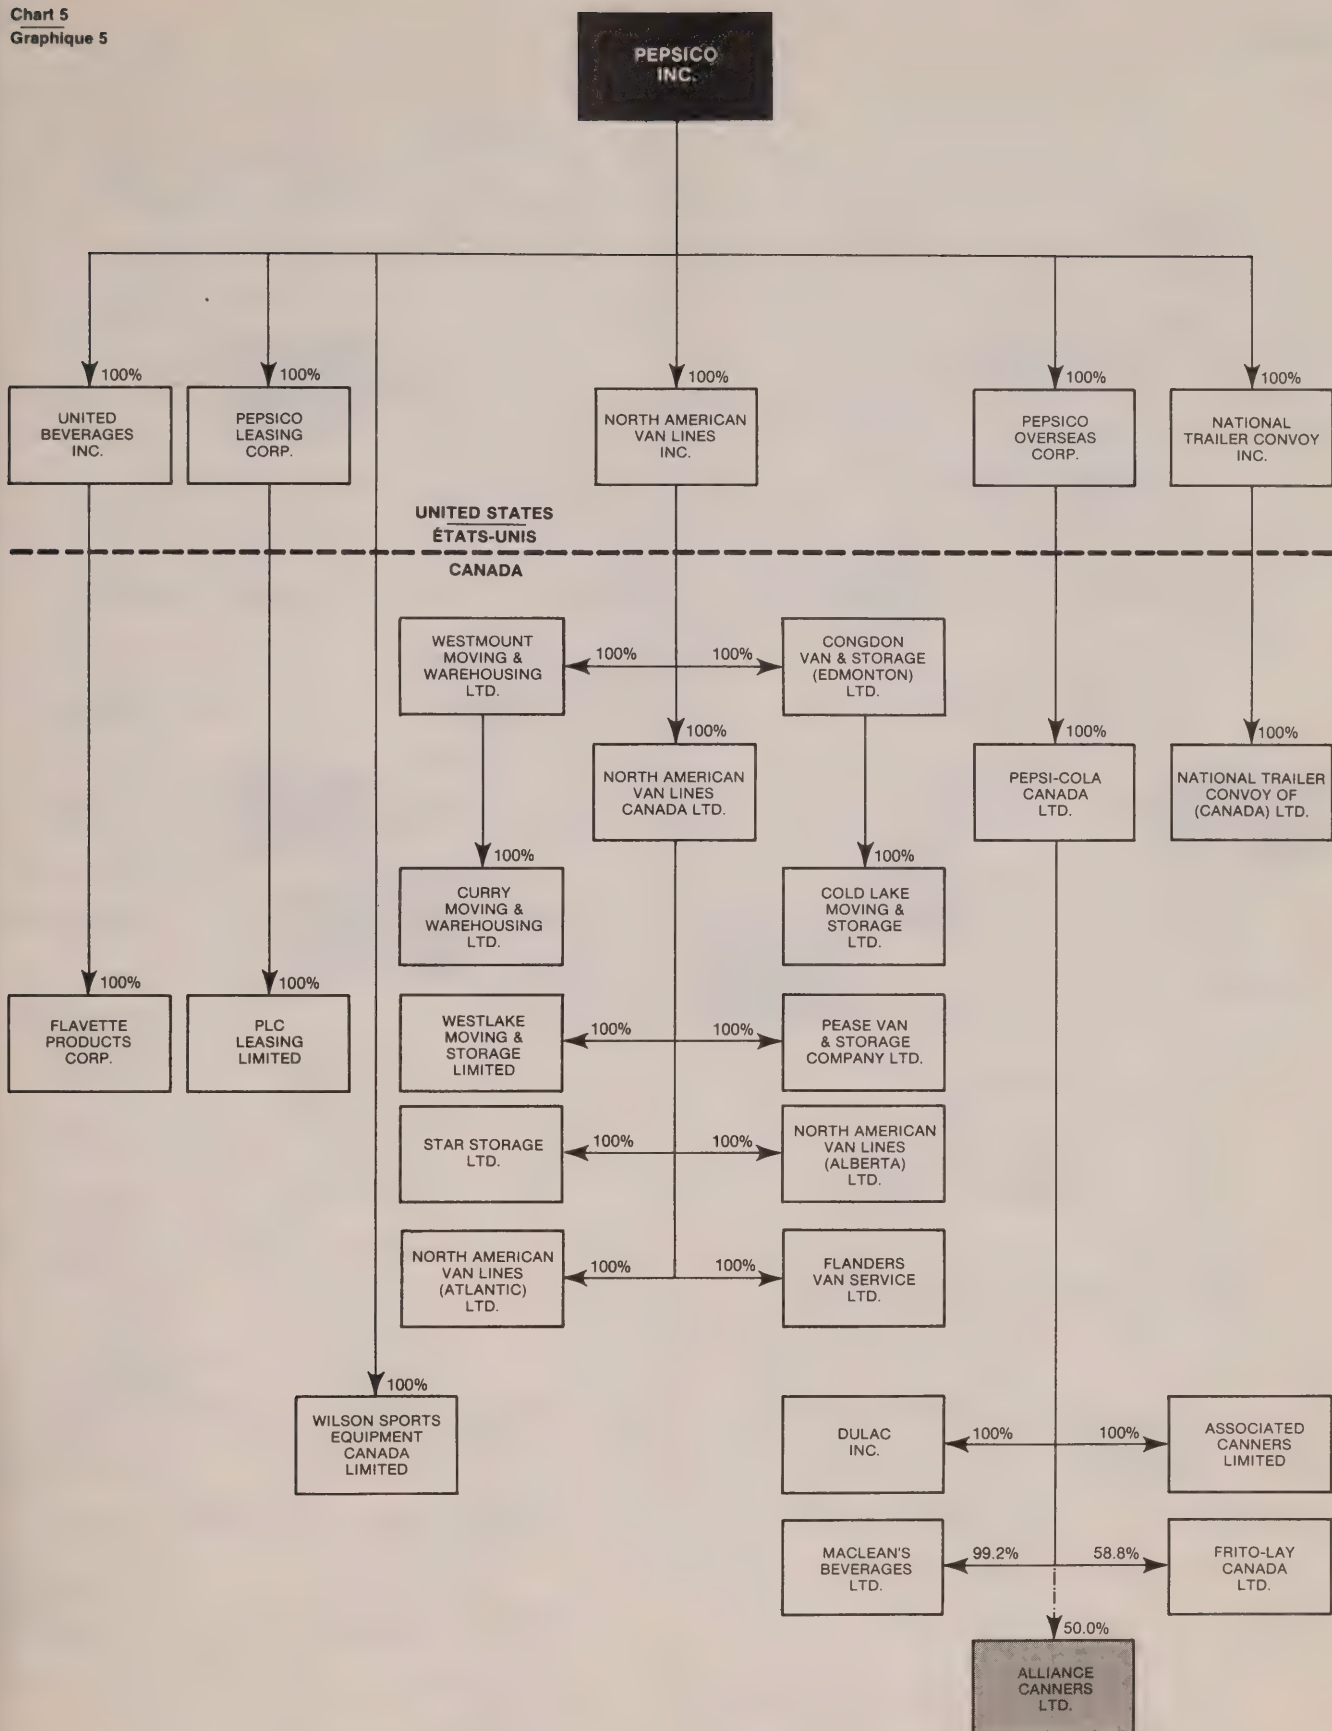 Chart 5
Graphique 5
PEPSICO
INC.
100%
100%
100%
100%
100%
UNITED
BEVERAGES
INC.
PEPSICO
LEASING
CORP.
NORTH AMERICAN
VAN LINES
INC.
PEPSICO
OVERSEAS
CORP.
NATIONAL
TRAILER CONVOY
INC.
UNITED STATES
ÉTATS-UNIS
CANADA
WESTMOUNT
MOVING &
WAREHOUSING
LTD.
100%
100%
CONGDON
VAN & STORAGE
(EDMONTON)
LTD.
100%
100%
100%
NORTH AMERICAN
VAN LINES
CANADA LTD.
PEPSI-COLA
CANADA
LTD.
NATIONAL TRAILER
CONVOY OF
(CANADA) LTD.
100%
100%
CURRY
MOVING &
WAREHOUSING
LTD.
COLD LAKE
MOVING &
STORAGE
LTD.
100%
100%
FLAVETTE
PRODUCTS
CORP.
PLC
LEASING
LIMITED
WESTLAKE
MOVING &
STORAGE
LIMITED
100%
100%
PEASE VAN
& STORAGE
COMPANY LTD.
STAR STORAGE
LTD.
100%
100%
NORTH AMERICAN
VAN LINES
(ALBERTA)
LTD.
NORTH AMERICAN
VAN LINES
(ATLANTIC)
LTD.
100%
100%
FLANDERS
VAN SERVICE
LTD.
100%
WILSON SPORTS
EQUIPMENT
CANADA
LIMITED
DULAC
INC.
100%
100%
ASSOCIATED
CANNERS
LIMITED
MACLEAN'S
BEVERAGES
LTD.
99.2%
58.8%
FRITO-LAY
CANADA
LTD.
50.0%
ALLIANCE
CANNERS
LTD.